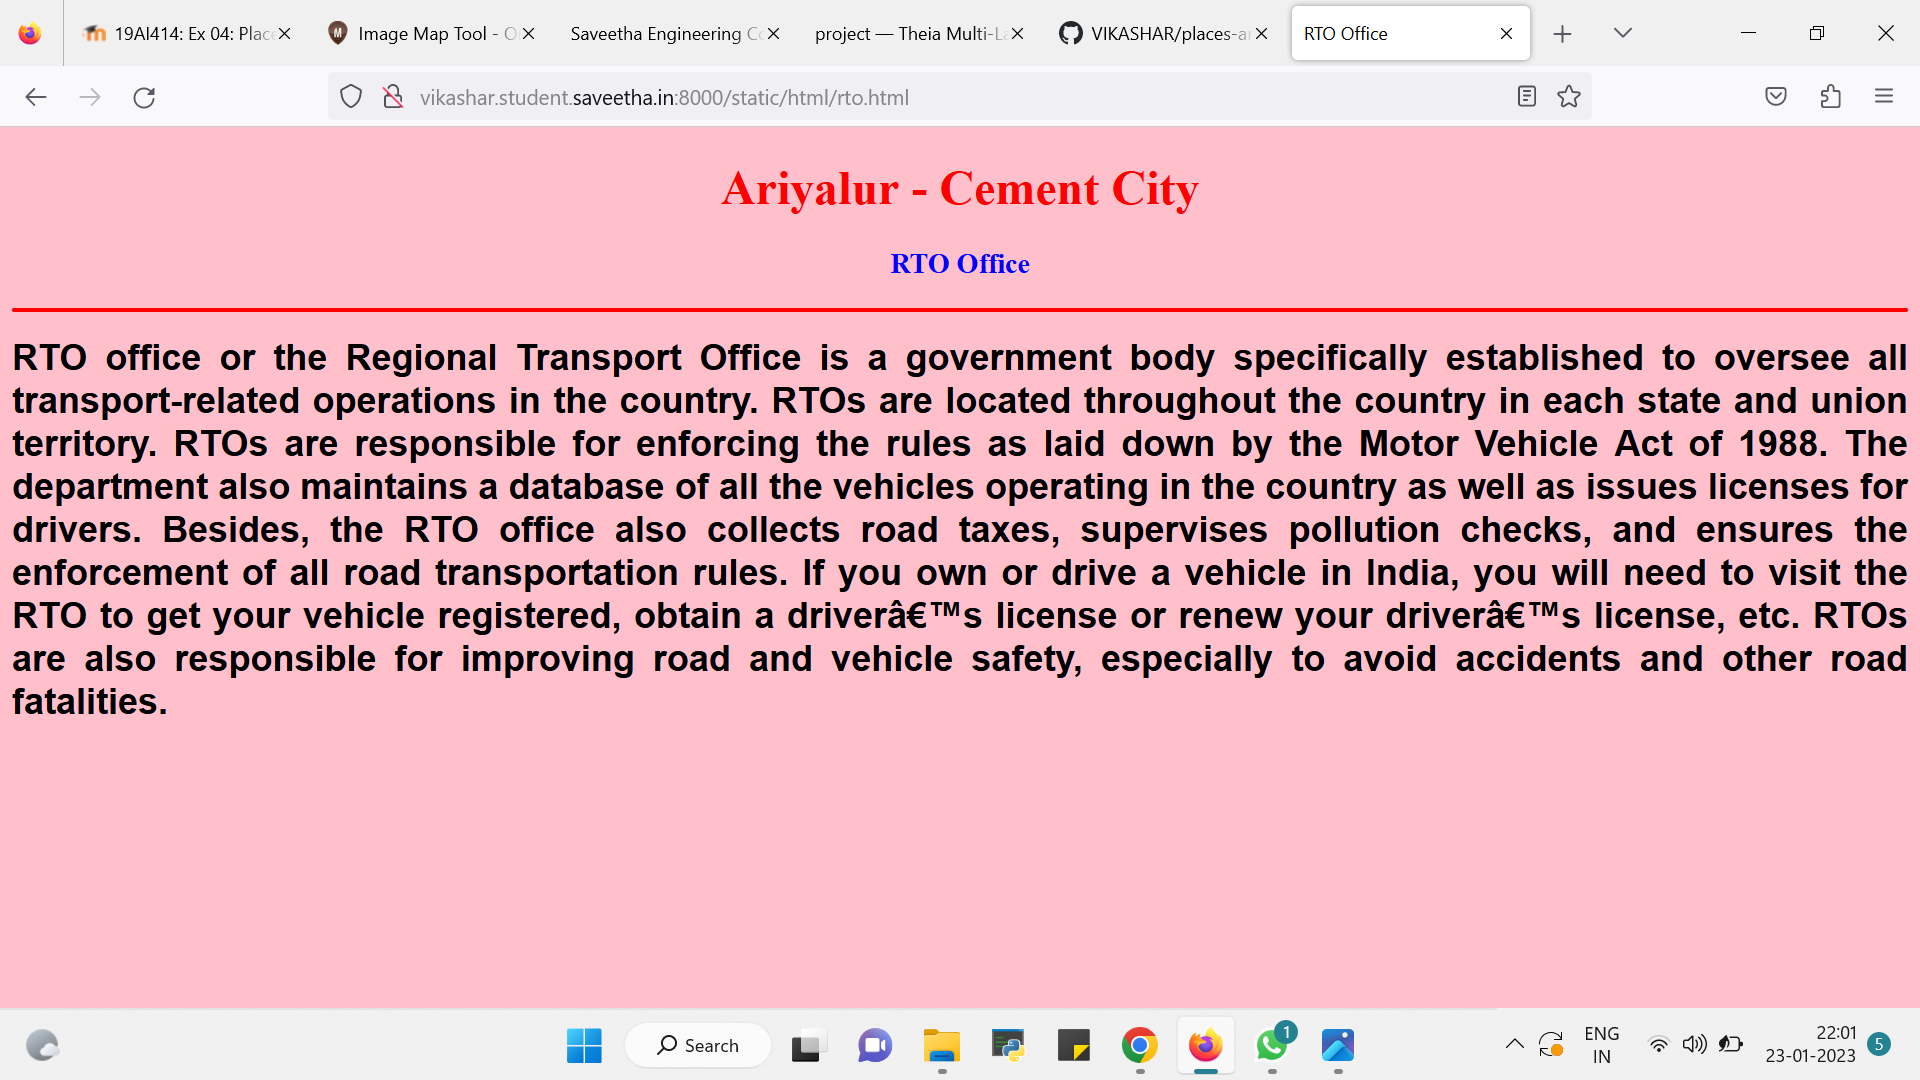 19AI414: Ex 04: Place
Image Map Tool - O
Saveetha Engineering Co
project — Theia Multi-La
VIKASHAR/places-ar
RTO Office
vikashar.student.saveetha.in:8000/static/html/rto.html
Ariyalur - Cement City
RTO Office
RTO office or the Regional Transport Office is a government body specifically established to oversee all
transport-related operations in the country. RTOs are located throughout the country in each state and union
territory. RTOs are responsible for enforcing the rules as laid down by the Motor Vehicle Act of 1988. The
department also maintains a database of all the vehicles operating in the country as well as issues licenses for
drivers. Besides, the RTO office also collects road taxes, supervises pollution checks, and ensures the
enforcement of all road transportation rules. If you own or drive a vehicle in India, you will need to visit the
RTO to get your vehicle registered, obtain a driverâ€™s license or renew your driverâ€™s license, etc. RTOs
are also responsible for improving road and vehicle safety, especially to avoid accidents and other road
fatalities.
Search
1
ENG
IN
22:01
23-01-2023
5